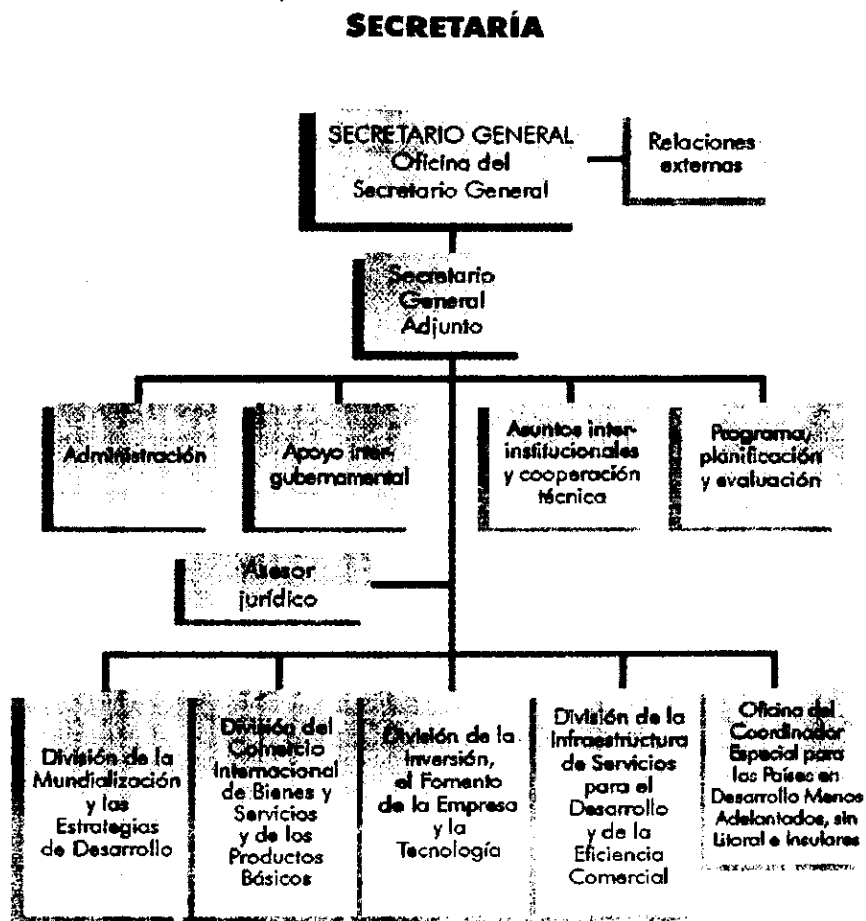 SECRETARÍA
SECRETARIO GENERAL
Oficina del
Secretario General
Relaciones
externas
Secretario
General
Adjunto
Administración
Apoyo inter-
gubernamental
Asuntos inter-
institucionales
y cooperación
técnica
Programa,
planificación
y evaluación
Asesor
jurídico
División de la
Mundialización
y las
Estrategias
de Desarrollo
División del
Comercio
Internacional
de Bienes y
Servicios
y de los
Productos
Básicos
División de la
Inversión,
el Fomento
de la Empresa
y la
Tecnología
División de la
Infraestructura
de Servicios
para el
Desarrollo
y de la
Eficiencia
Comercial
Oficina del
Coordinador
Especial para
los Países en
Desarrollo Menos
Adelantados, sin
Litoral e Insulares